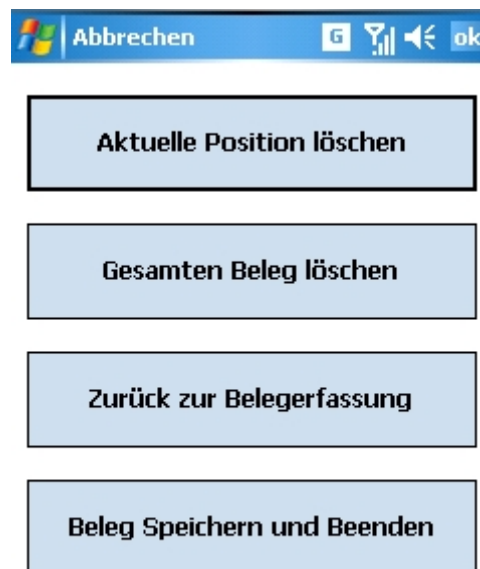 Abbrechen G ok
Aktuelle Position löschen
Gesamten Beleg löschen
Zurück zur Belegerfassung
Beleg Speichern und Beenden